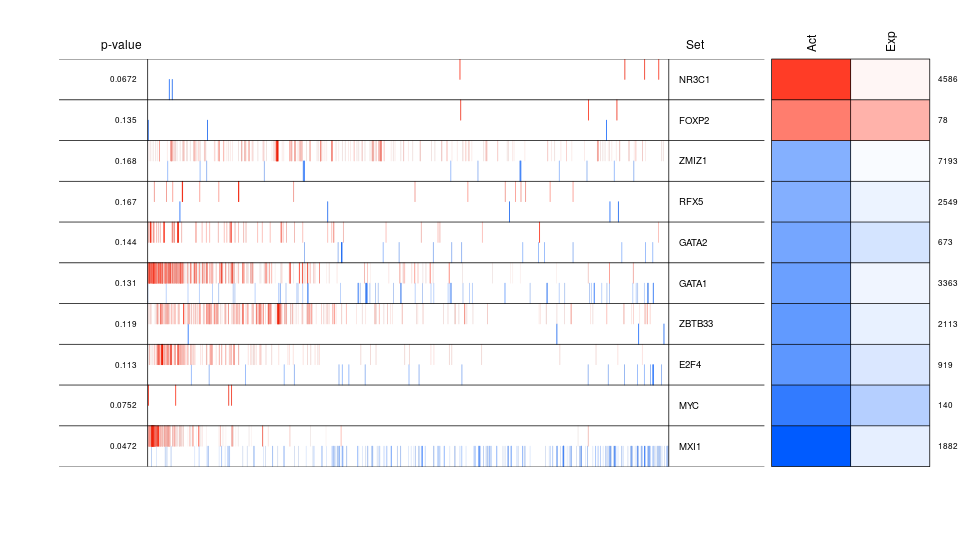 p-value Set Act Exp
0.0672 NR3C1 4586
0.135 FOXP2 78
0.168 ZMIZ1 7193
0.167 RFX5 2549
0.144 GATA2 673
0.131 GATA1 3363
0.119 ZBTB33 2113
0.113 E2F4 919
0.0752 MYC 140
0.0472 MXI1 1882